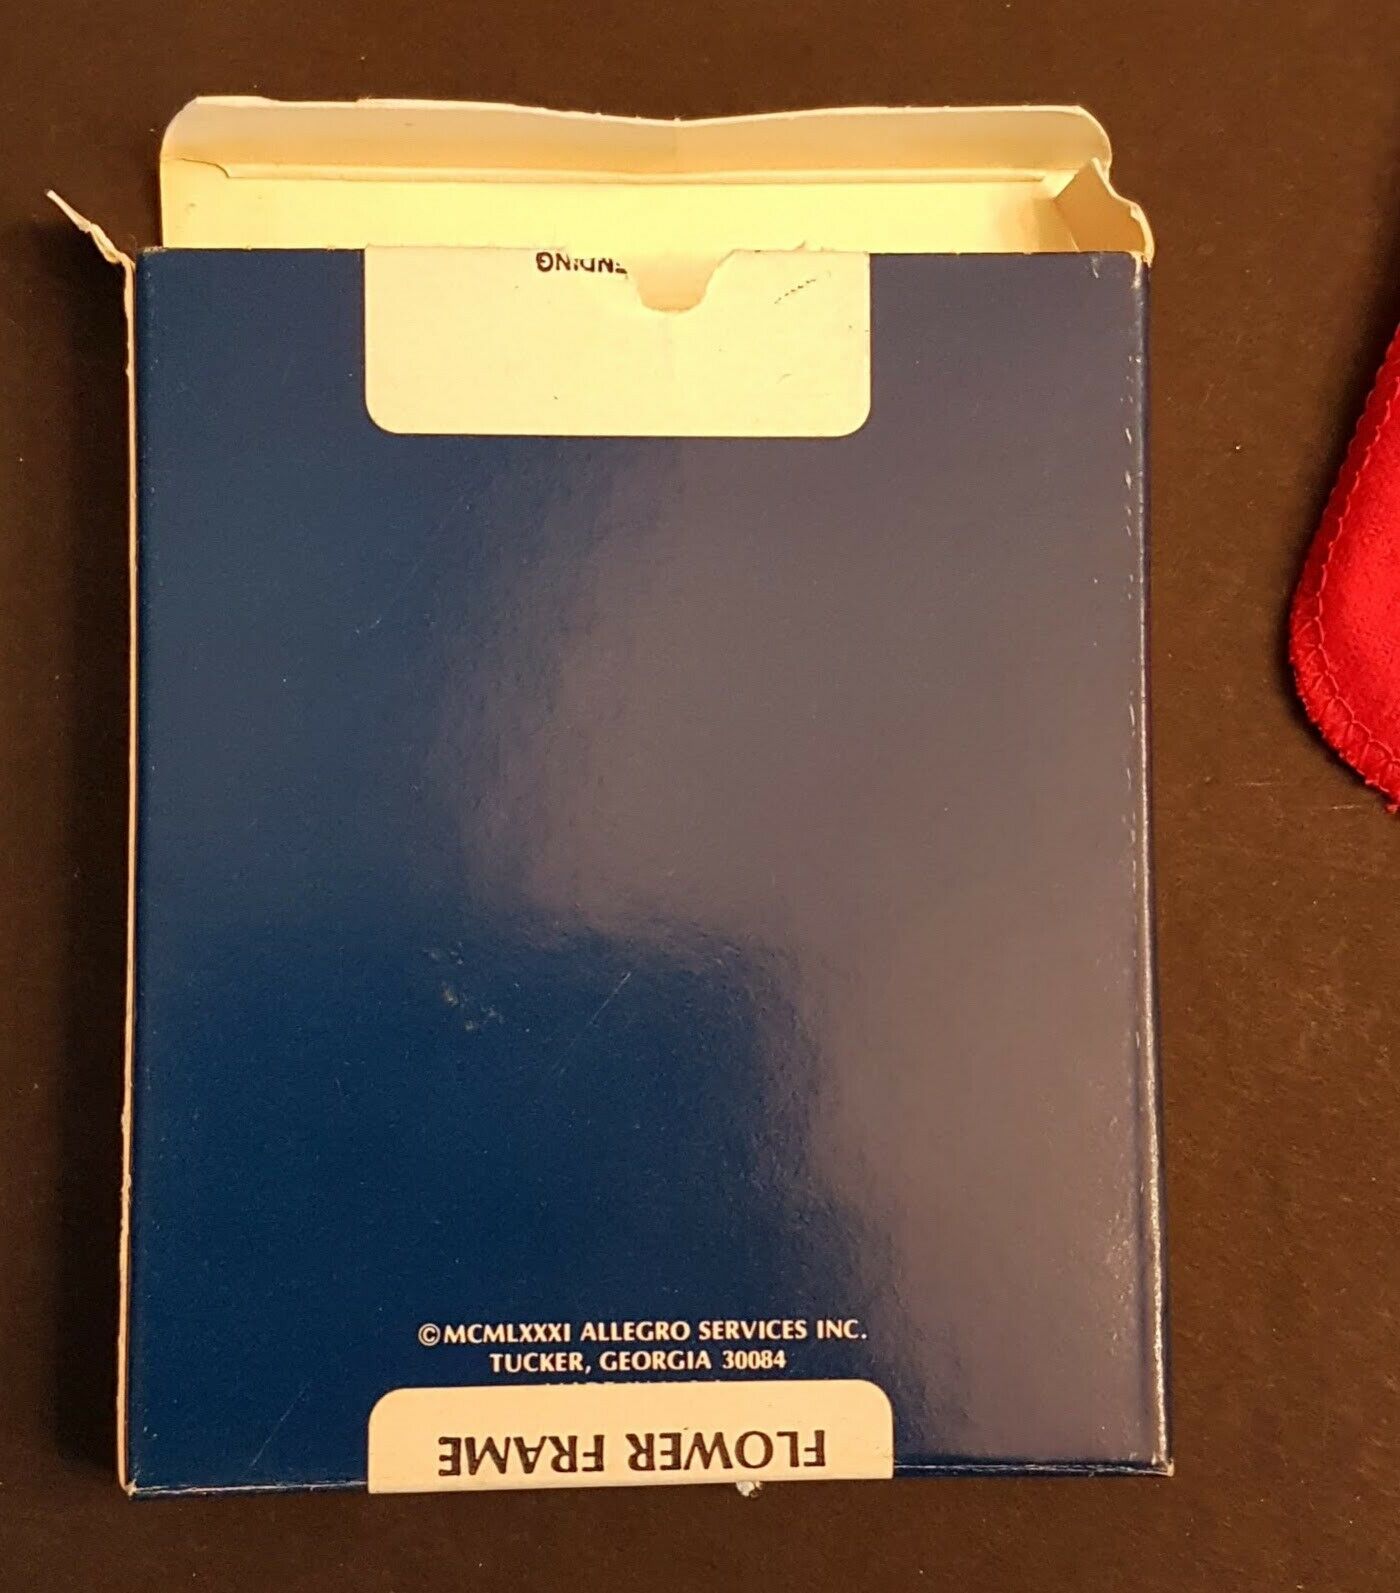 ©MCMLXXXI ALLEGRO SERVICES INC.
TUCKER, GEORGIA 30084
FLOWER FRAME